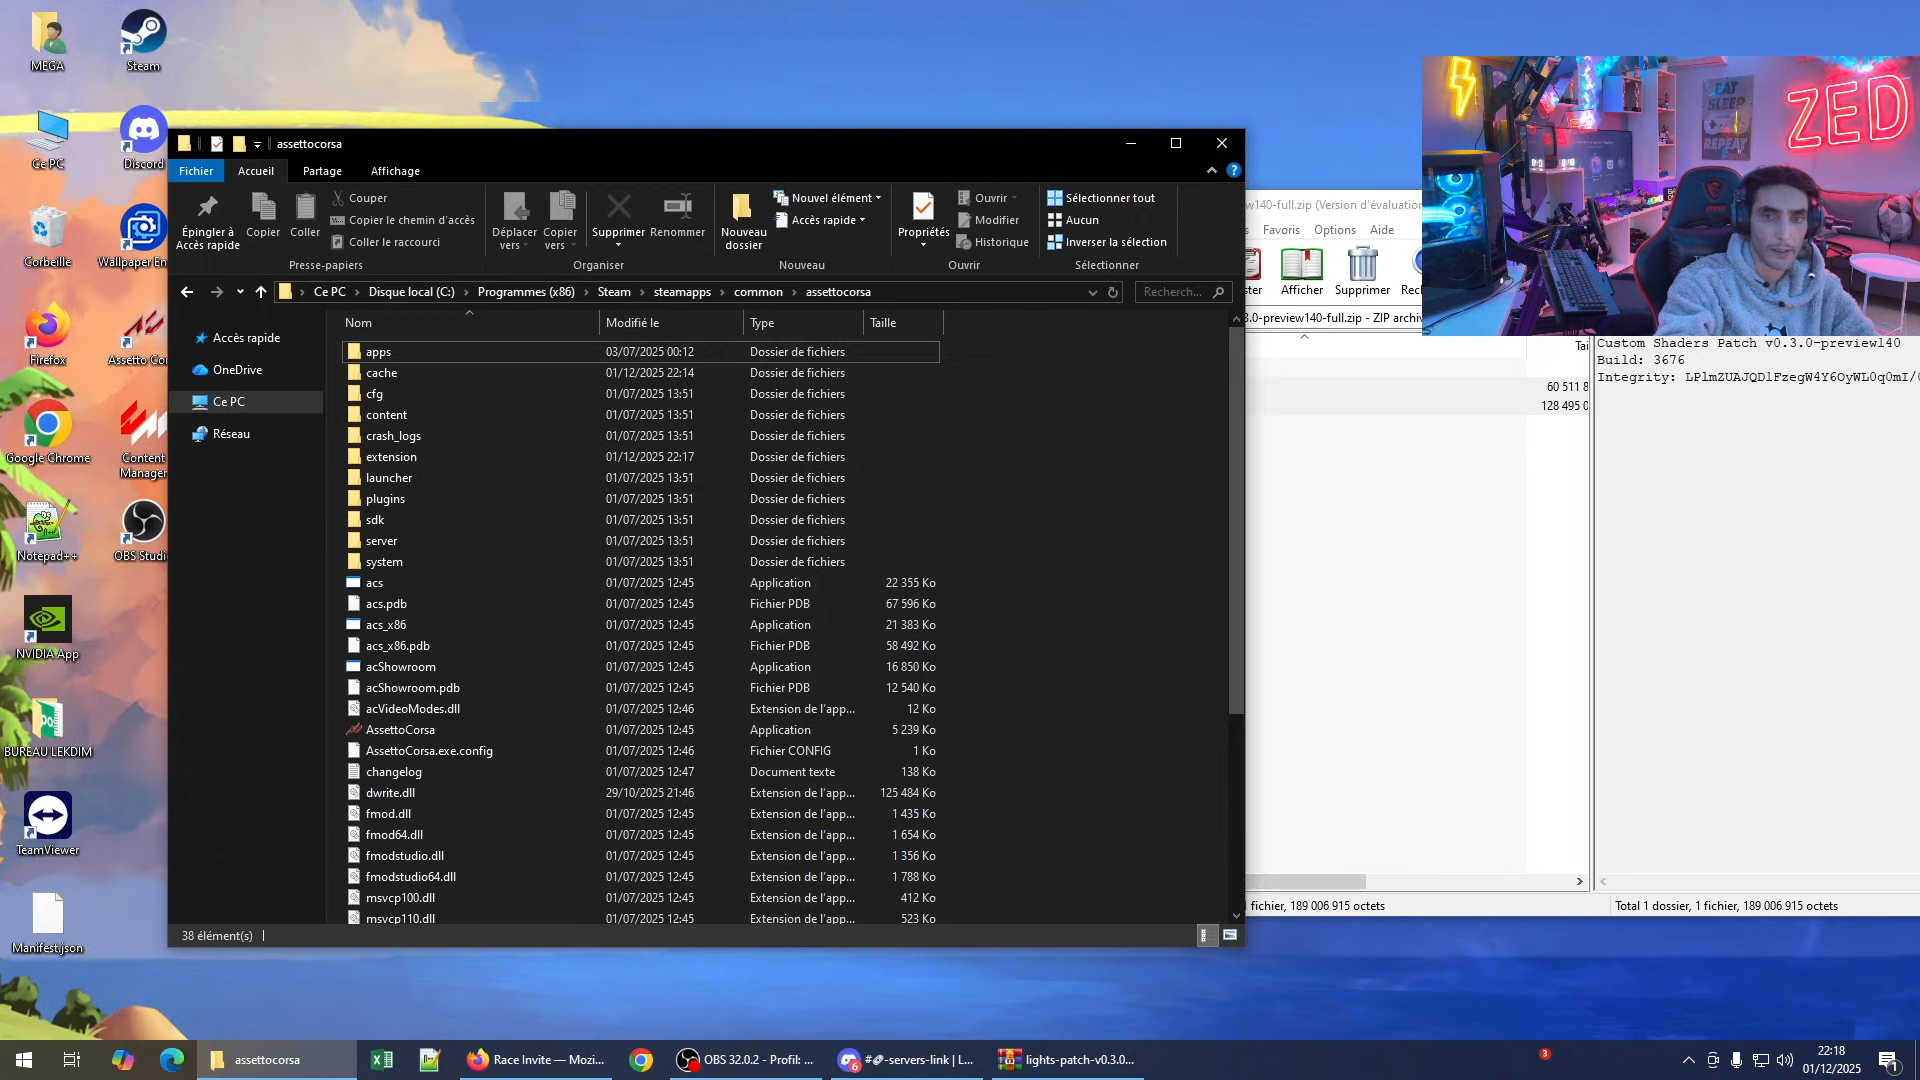 MEGA
Steam
Ce PC
Discord
Corbeille
Wallpaper En
Firefox
Assetto Cor
Google Chrome
Content
Manager
Notepad++
OBS Studi
NVIDIA App
BUREAU LEKDIM
TeamViewer
Manifest.json
assettocorsa
Fichier
Accueil
Partage
Affichage
Épingler à
Accès rapide
Copier
Coller
Couper
Copier le chemin d'accès
Coller le raccourci
Presse-papiers
Déplacer
vers
Copier
vers
Supprimer
Renommer
Organiser
Nouveau
dossier
Nouvel élément
Accès rapide
Nouveau
Propriétés
Ouvrir
Modifier
Historique
Ouvrir
Sélectionner tout
Aucun
Inverser la sélection
Sélectionner
Ce PC > Disque local (C:) > Programmes (x86) > Steam > steamapps > common > assettocorsa
Recherch...
Accès rapide
OneDrive
Ce PC
Réseau
Nom Modifié le Type Taille
apps 03/07/2025 00:12 Dossier de fichiers
cache 01/12/2025 22:14 Dossier de fichiers
cfg 01/07/2025 13:51 Dossier de fichiers
content 01/07/2025 13:51 Dossier de fichiers
crash_logs 01/07/2025 13:51 Dossier de fichiers
extension 01/12/2025 22:17 Dossier de fichiers
launcher 01/07/2025 13:51 Dossier de fichiers
plugins 01/07/2025 13:51 Dossier de fichiers
sdk 01/07/2025 13:51 Dossier de fichiers
server 01/07/2025 13:51 Dossier de fichiers
system 01/07/2025 13:51 Dossier de fichiers
acs 01/07/2025 12:45 Application 22 355 Ko
acs.pdb 01/07/2025 12:45 Fichier PDB 67 596 Ko
acs_x86 01/07/2025 12:45 Application 21 383 Ko
acs_x86.pdb 01/07/2025 12:45 Fichier PDB 58 492 Ko
acShowroom 01/07/2025 12:45 Application 16 850 Ko
acShowroom.pdb 01/07/2025 12:45 Fichier PDB 12 540 Ko
acVideoModes.dll 01/07/2025 12:46 Extension de l'app... 12 Ko
AssettoCorsa 01/07/2025 12:45 Application 5 239 Ko
AssettoCorsa.exe.config 01/07/2025 12:46 Fichier CONFIG 1 Ko
changelog 01/07/2025 12:47 Document texte 138 Ko
dwrite.dll 29/10/2025 21:46 Extension de l'app... 125 484 Ko
fmod.dll 01/07/2025 12:45 Extension de l'app... 1 435 Ko
fmod64.dll 01/07/2025 12:45 Extension de l'app... 1 654 Ko
fmodstudio.dll 01/07/2025 12:45 Extension de l'app... 1 356 Ko
fmodstudio64.dll 01/07/2025 12:45 Extension de l'app... 1 788 Ko
msvcp100.dll 01/07/2025 12:45 Extension de l'app... 412 Ko
msvcp110.dll 01/07/2025 12:45 Extension de l'app... 523 Ko
38 élément(s)
w140-full.zip (Version d'évaluation
s Favoris Options Aide
ster
Afficher
Supprimer
Rec
3.0-preview140-full.zip - ZIP archiv
Tai
60 511 8
128 495 0
Custom Shaders Patch v0.3.0-preview140
Build: 3676
Integrity: LPlmZUAJQDlFzegW4Y6OyWL0q0mI/
fichier, 189 006 915 octets
Total 1 dossier, 1 fichier, 189 006 915 octets
EAT
SLEEP
REPEAT
ZED
assettocorsa
Race Invite — Mozi...
OBS 32.0.2 - Profil: ...
6
-servers-link | L...
lights-patch-v0.3.0...
3
22:18
01/12/2025
1